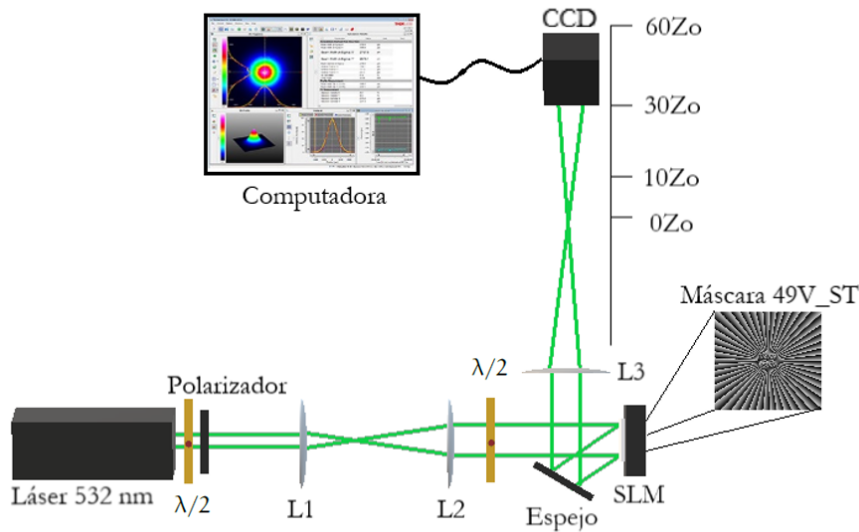 CCD
60Zo
30Zo
10Zo
0Zo
Computadora
Máscara 49V_ST
λ/2
L3
Polarizador
Láser 532 nm
λ/2
L1
L2
Espejo
SLM